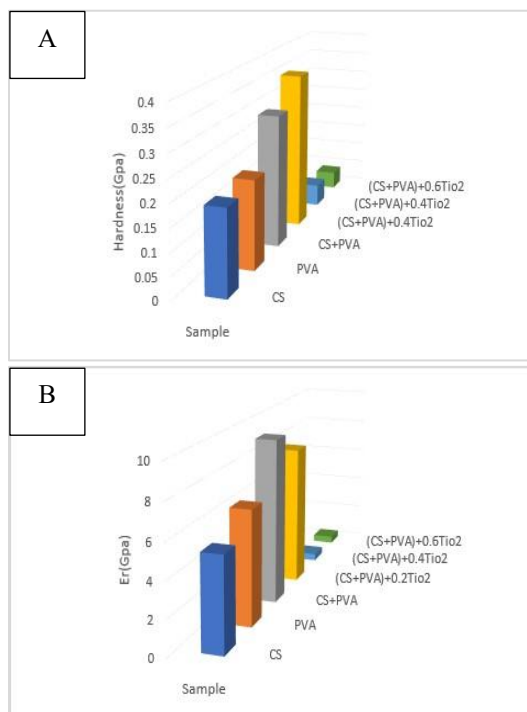 A
0.4
0.35
0.3
0.25
0.2
0.15
0.1
0.05
0
Hardness(Gpa)
(CS+PVA)+0.6Tio2
(CS+PVA)+0.4Tio2
(CS+PVA)+0.4Tio2
CS+PVA
PVA
CS
Sample
B
10
8
6
4
2
0
Er(Gpa)
(CS+PVA)+0.6Tio2
(CS+PVA)+0.4Tio2
(CS+PVA)+0.2Tio2
CS+PVA
PVA
CS
Sample